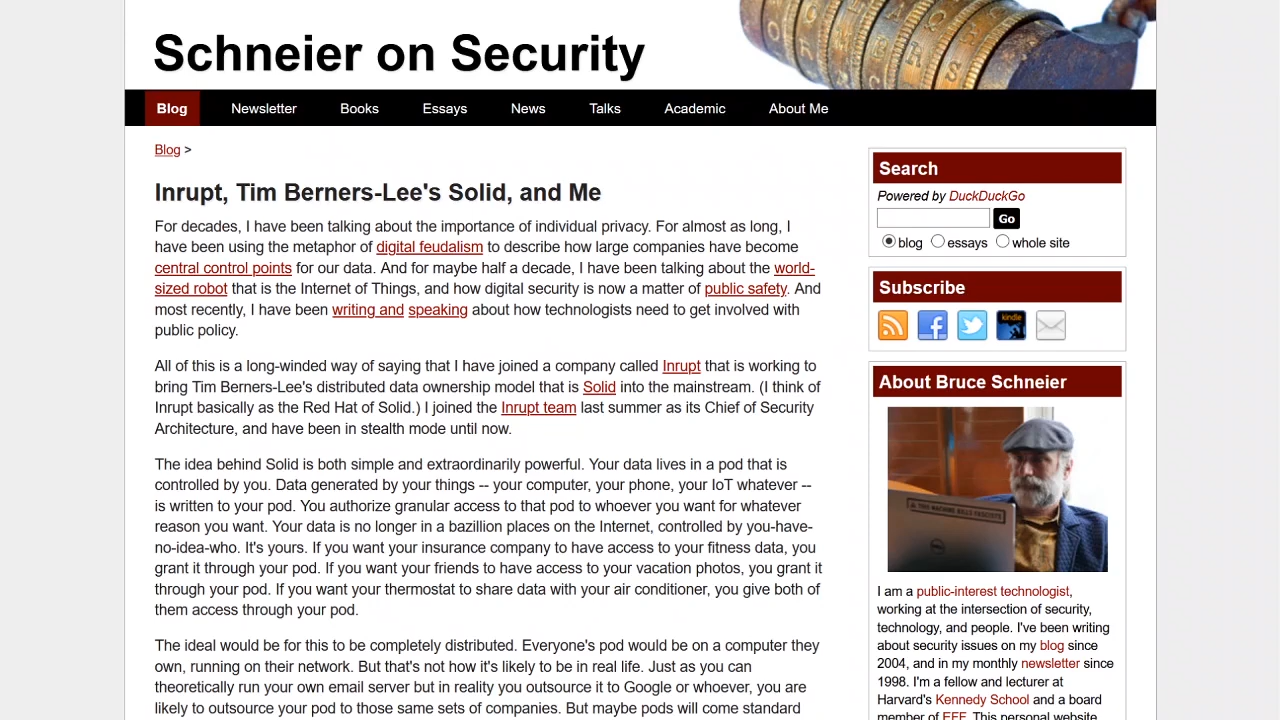 Schneier on Security
Blog
Newsletter
Books
Essays
News
Talks
Academic
About Me
Blog >
Inrupt, Tim Berners-Lee's Solid, and Me
For decades, I have been talking about the importance of individual privacy. For almost as long, I
have been using the metaphor of digital feudalism to describe how large companies have become
central control points for our data. And for maybe half a decade, I have been talking about the world-
sized robot that is the Internet of Things, and how digital security is now a matter of public safety. And
most recently, I have been writing and speaking about how technologists need to get involved with
public policy.
All of this is a long-winded way of saying that I have joined a company called Inrupt that is working to
bring Tim Berners-Lee's distributed data ownership model that is Solid into the mainstream. (I think of
Inrupt basically as the Red Hat of Solid.) I joined the Inrupt team last summer as its Chief of Security
Architecture, and have been in stealth mode until now.
The idea behind Solid is both simple and extraordinarily powerful. Your data lives in a pod that is
controlled by you. Data generated by your things -- your computer, your phone, your IoT whatever --
is written to your pod. You authorize granular access to that pod to whoever you want for whatever
reason you want. Your data is no longer in a bazillion places on the Internet, controlled by you-have-
no-idea-who. It's yours. If you want your insurance company to have access to your fitness data, you
grant it through your pod. If you want your friends to have access to your vacation photos, you grant it
through your pod. If you want your thermostat to share data with your air conditioner, you give both of
them access through your pod.
The ideal would be for this to be completely distributed. Everyone's pod would be on a computer they
own, running on their network. But that's not how it's likely to be in real life. Just as you can
theoretically run your own email server but in reality you outsource it to Google or whoever, you are
likely to outsource your pod to those same sets of companies. But maybe pods will come standard
Search
Powered by DuckDuckGo
Go
blog essays whole site
Subscribe
kindle
About Bruce Schneier
THIS MACHINE KILLS FASCISTS
DELL
I am a public-interest technologist,
working at the intersection of security,
technology, and people. I've been writing
about security issues on my blog since
2004, and in my monthly newsletter since
1998. I'm a fellow and lecturer at
Harvard's Kennedy School and a board
member of EFF. This personal website